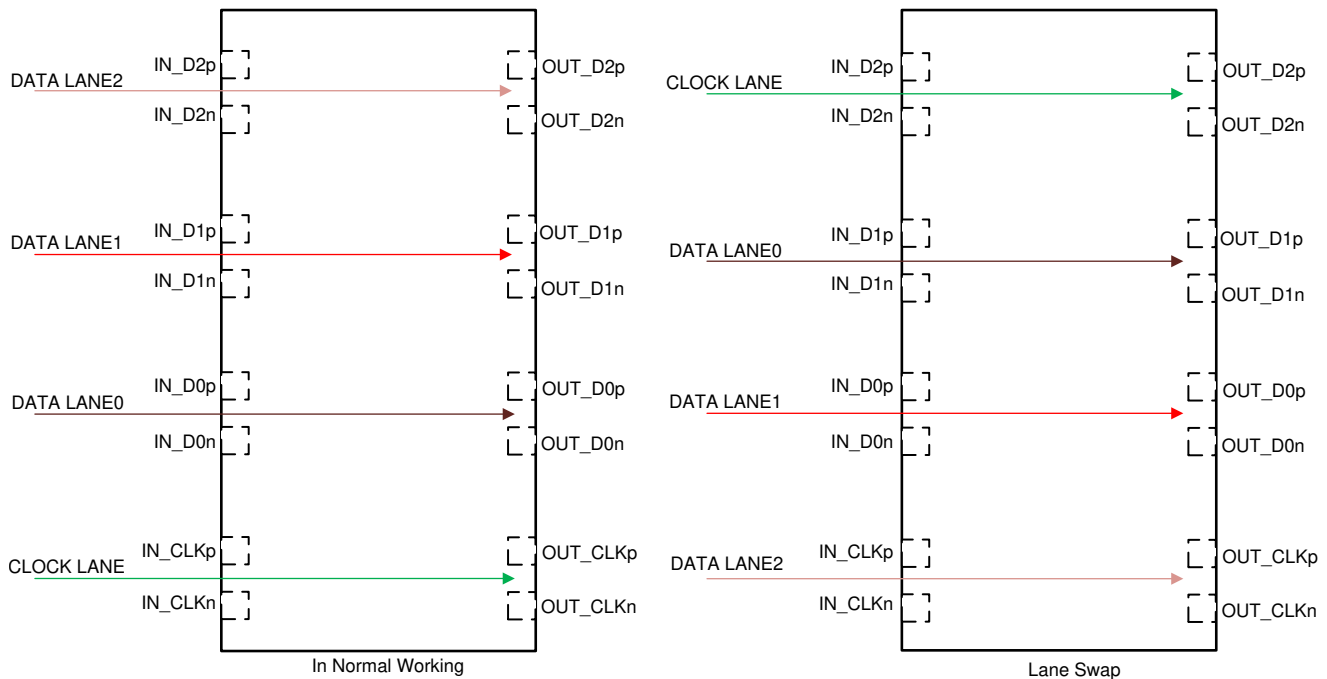 IN_D2p
OUT_D2p
DATA LANE2
IN_D2n
OUT_D2n
IN_D1p
OUT_D1p
DATA LANE1
IN_D1n
OUT_D1n
IN_D0p
OUT_D0p
DATA LANE0
IN_D0n
OUT_D0n
IN_CLKp
OUT_CLKp
CLOCK LANE
IN_CLKn
OUT_CLKn
In Normal Working
IN_D2p
OUT_D2p
CLOCK LANE
IN_D2n
OUT_D2n
IN_D1p
OUT_D1p
DATA LANE0
IN_D1n
OUT_D1n
IN_D0p
OUT_D0p
DATA LANE1
IN_D0n
OUT_D0n
IN_CLKp
OUT_CLKp
DATA LANE2
IN_CLKn
OUT_CLKn
Lane Swap